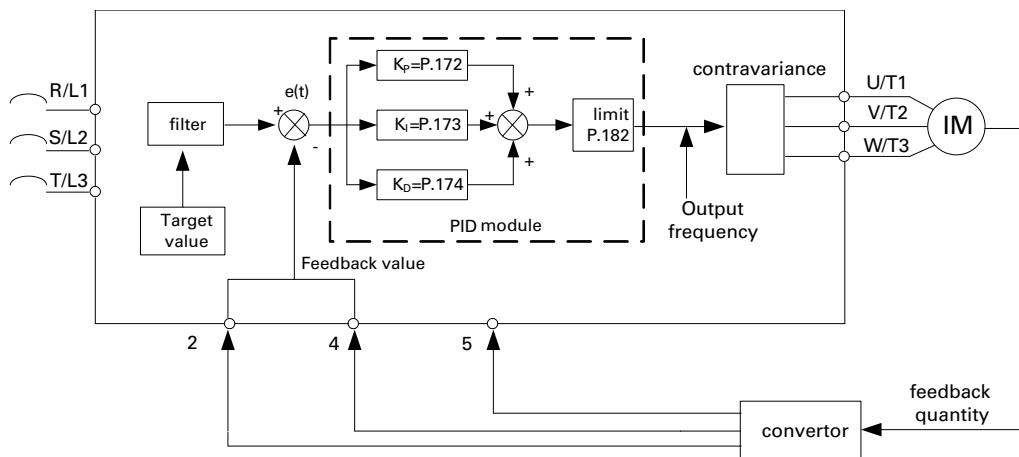 R/L1
S/L2
T/L3
filter
Target
value
+
e(t)
-
Feedback value
KP=P.172
KI=P.173
KD=P.174
+
+
+
limit
P.182
PID module
contravariance
Output
frequency
U/T1
V/T2
W/T3
IM
2
4
5
convertor
feedback
quantity